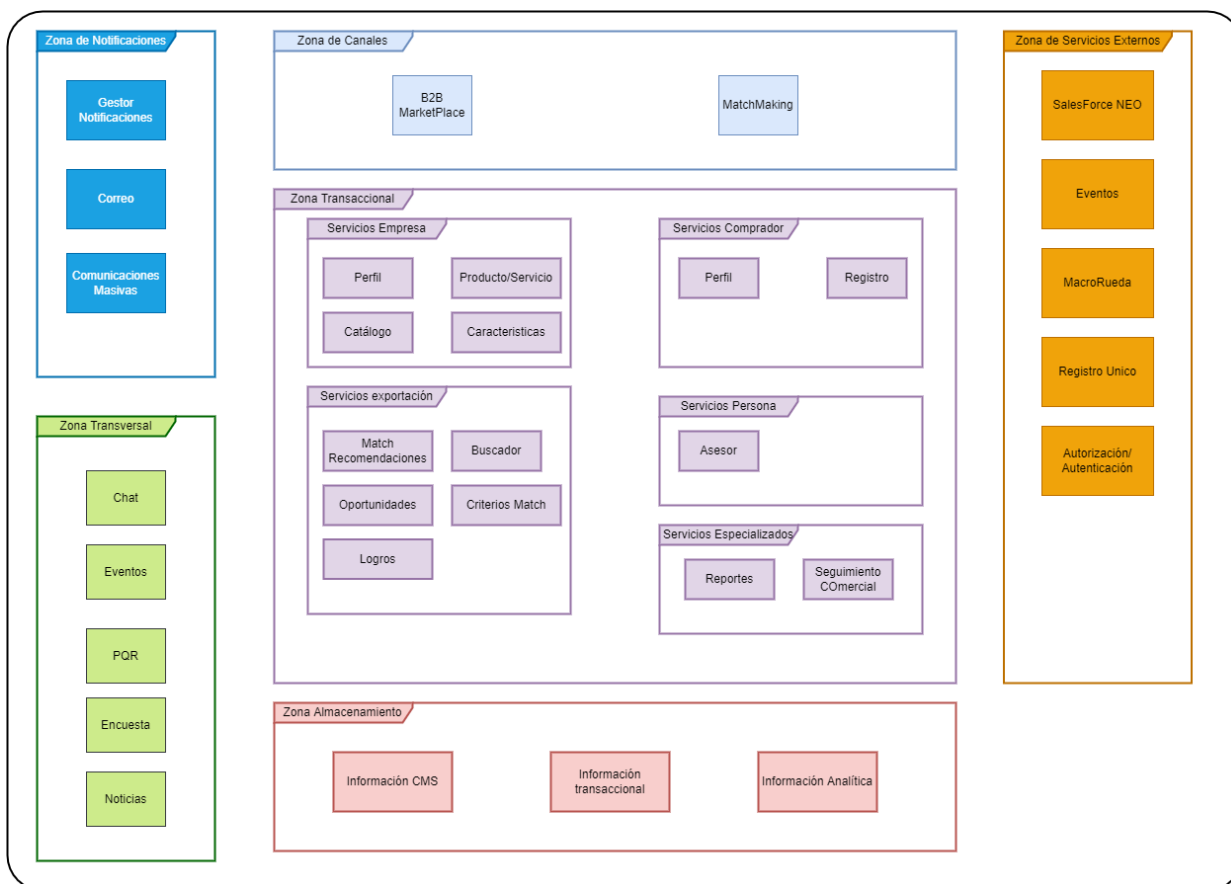 Zona de Notificaciones
Gestor
Notificaciones
Correo
Comunicaciones
Masivas
Zona Transversal
Chat
Eventos
PQR
Encuesta
Noticias
Zona de Canales
B2B
MarketPlace
MatchMaking
Zona Transaccional
Servicios Empresa
Perfil
Producto/Servicio
Catálogo
Caracteristicas
Servicios Comprador
Perfil
Registro
Servicios exportación
Match
Recomendaciones
Buscador
Oportunidades
Criterios Match
Logros
Servicios Persona
Asesor
Servicios Especializados
Reportes
Seguimiento
COmercial
Zona Almacenamiento
Información CMS
Información
transaccional
Información Analítica
Zona de Servicios Externos
SalesForce NEO
Eventos
MacroRueda
Registro Unico
Autorización/
Autenticación